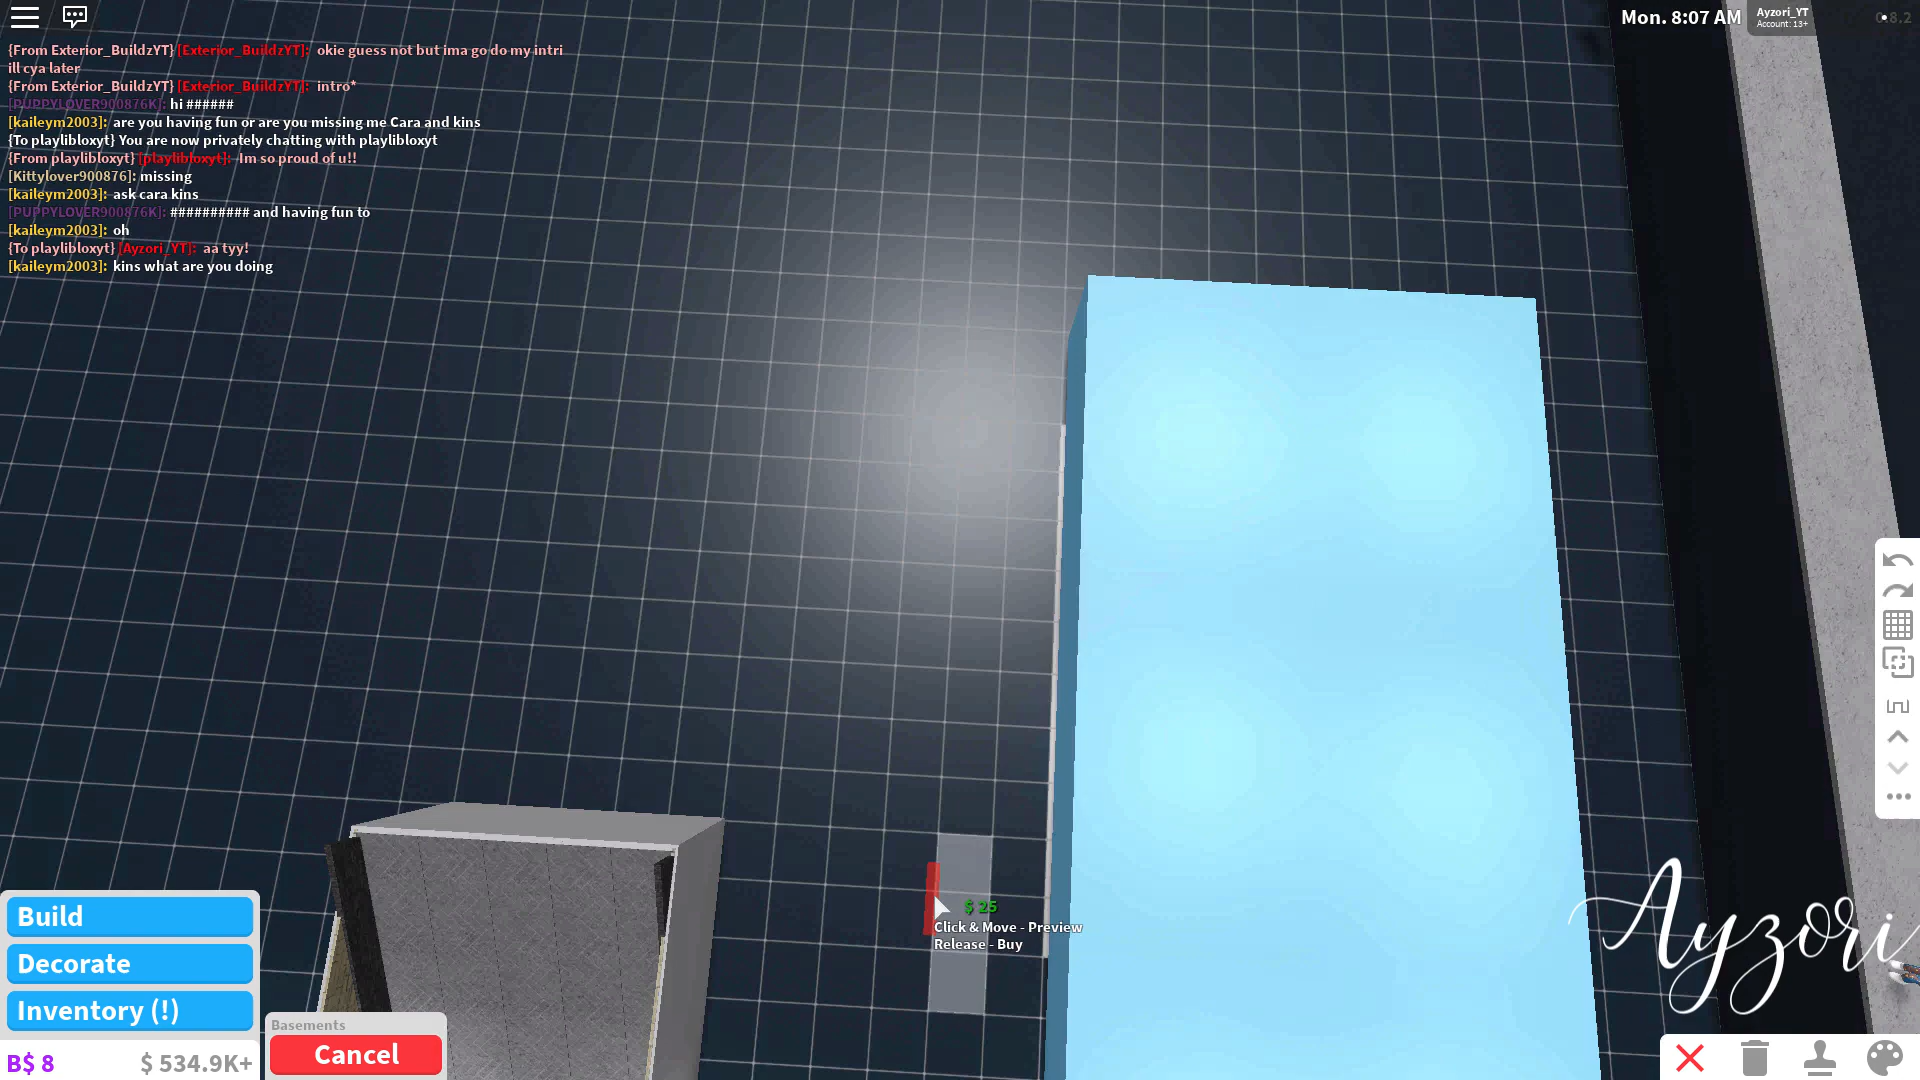 Mon. 8:07 AM
Ayzori_YT
Account: 13+
0.8.2
{From Exterior_BuildzYT} [Exterior_BuildzYT]: okie guess not but ima go do my intri
ill cya later
{From Exterior_BuildzYT} [Exterior_BuildzYT]: intro*
[PUPPYLOVER900876K]: hi ######
[kaileym2003]: are you having fun or are you missing me Cara and kins
{To playlibloxyt} You are now privately chatting with playlibloxyt
{From playlibloxyt} [playlibloxyt]: Im so proud of u!!
[Kittylover900876]: missing
[kaileym2003]: ask cara kins
[PUPPYLOVER900876K]: ########## and having fun to
[kaileym2003]: oh
{To playlibloxyt} [Ayzori_YT]: aa tyy!
[kaileym2003]: kins what are you doing
$ 25
Click & Move - Preview
Release - Buy
Build
Decorate
Inventory (!)
B$ 8
$ 534.9K+
Basements
Cancel
Ayzori